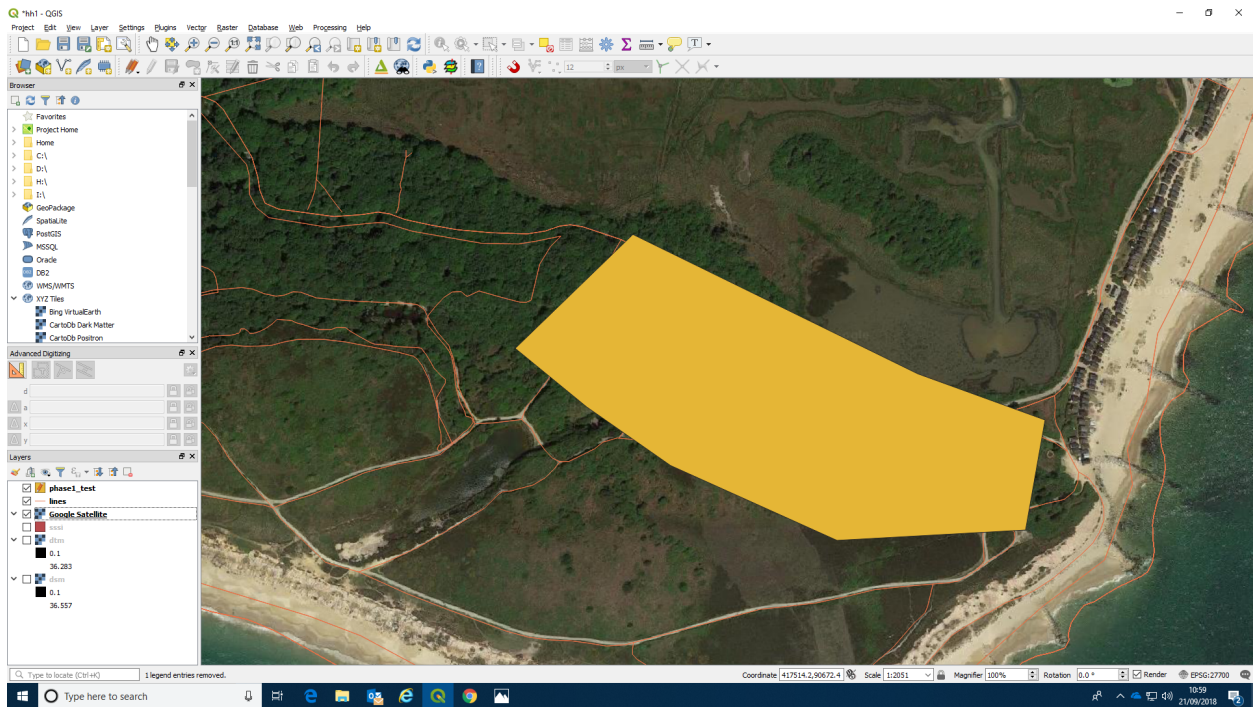 *hh1 - QGIS
Project Edit View Layer Settings Plugins Vector Raster Database Web Processing Help
12 px
Browser
Favorites
Project Home
Home
C:\
D:\
H:\
I:\
GeoPackage
SpatiaLite
PostGIS
MSSQL
Oracle
DB2
WMS/WMTS
XYZ Tiles
Bing VirtualEarth
CartoDb Dark Matter
CartoDb Positron
Advanced Digitizing
d
a
x
y
Layers
phase1_test
lines
Google Satellite
sssi
dtm
0.1
36.283
dsm
0.1
36.557
Type to locate (Ctrl+K) 1 legend entries removed. Coordinate 417514.2,90672.4 Scale 1:2051 Magnifier 100% Rotation 0.0 ° Render EPSG:27700
Type here to search 10:59
21/09/2018 2